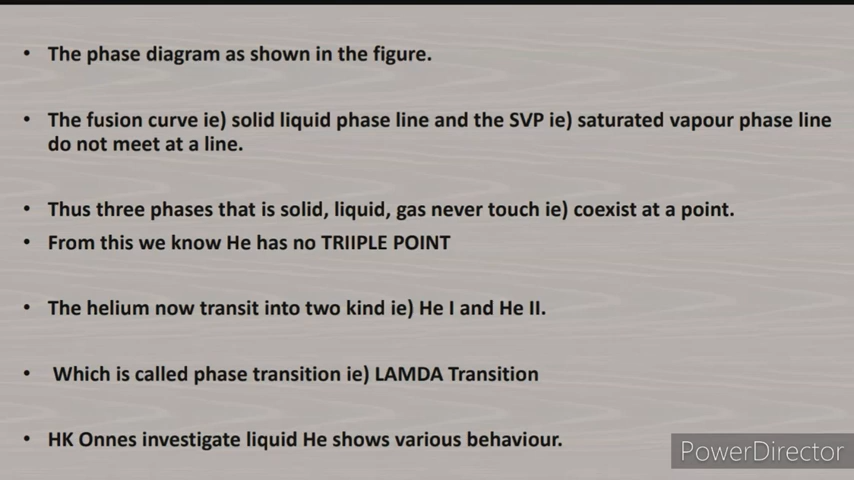 • The phase diagram as shown in the figure.
• The fusion curve ie) solid liquid phase line and the SVP ie) saturated vapour phase line
do not meet at a line.
• Thus three phases that is solid, liquid, gas never touch ie) coexist at a point.
• From this we know He has no TRIIPLE POINT
• The helium now transit into two kind ie) He I and He II.
• Which is called phase transition ie) LAMDA Transition
• HK Onnes investigate liquid He shows various behaviour.
PowerDirector